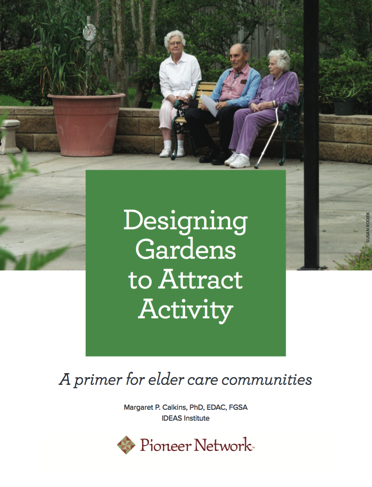 Designing
Gardens
to Attract
Activity
A primer for elder care communities
Margaret P. Calkins, PhD, EDAC, FGSA
IDEAS Institute
Pioneer Network